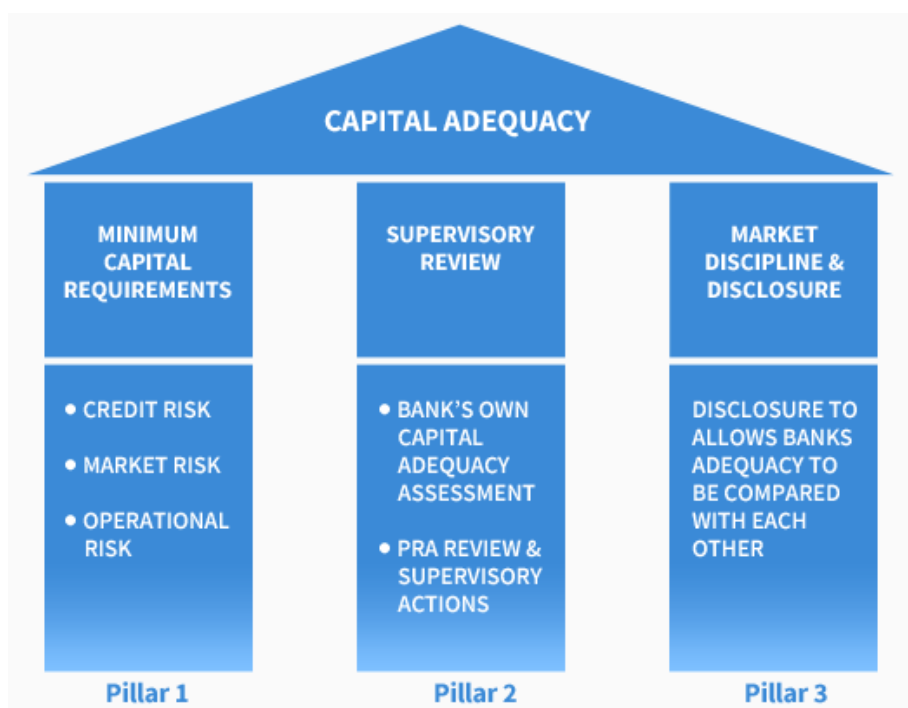 CAPITAL ADEQUACY
MINIMUM
CAPITAL
REQUIREMENTS
• CREDIT RISK
• MARKET RISK
• OPERATIONAL
RISK
Pillar 1
SUPERVISORY
REVIEW
• BANK’S OWN
CAPITAL
ADEQUACY
ASSESSMENT
• PRA REVIEW &
SUPERVISORY
ACTIONS
Pillar 2
MARKET
DISCIPLINE &
DISCLOSURE
DISCLOSURE TO
ALLOWS BANKS
ADEQUACY TO
BE COMPARED
WITH EACH
OTHER
Pillar 3